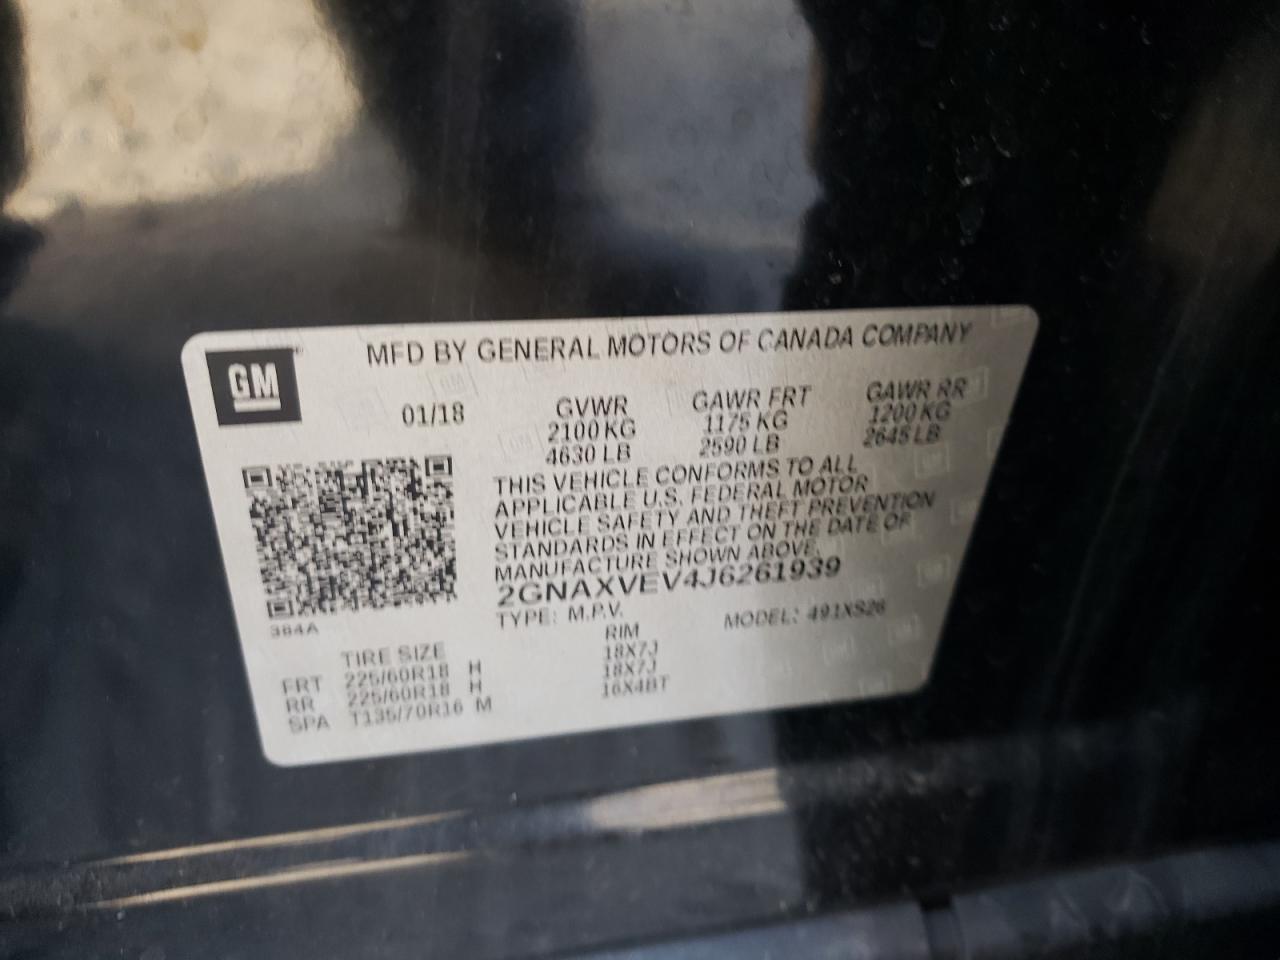 MFD BY GENERAL MOTORS OF CANADA COMPANY
GM
01/18 GVWR GAWR FRT GAWR RR
2100 KG 1175 KG 1200 KG
4630 LB 2590 LB 2645 LB
THIS VEHICLE CONFORMS TO ALL
APPLICABLE U.S. FEDERAL MOTOR
VEHICLE SAFETY AND THEFT PREVENTION
STANDARDS IN EFFECT ON THE DATE OF
MANUFACTURE SHOWN ABOVE.
2GNAXVEV4J6261939
TYPE: M.P.V. MODEL: 491XS26
384A
TIRE SIZE RIM
FRT 225/60R18 H 18X7J
RR 225/60R18 H 18X7J
SPA T135/70R16 M 16X4BT